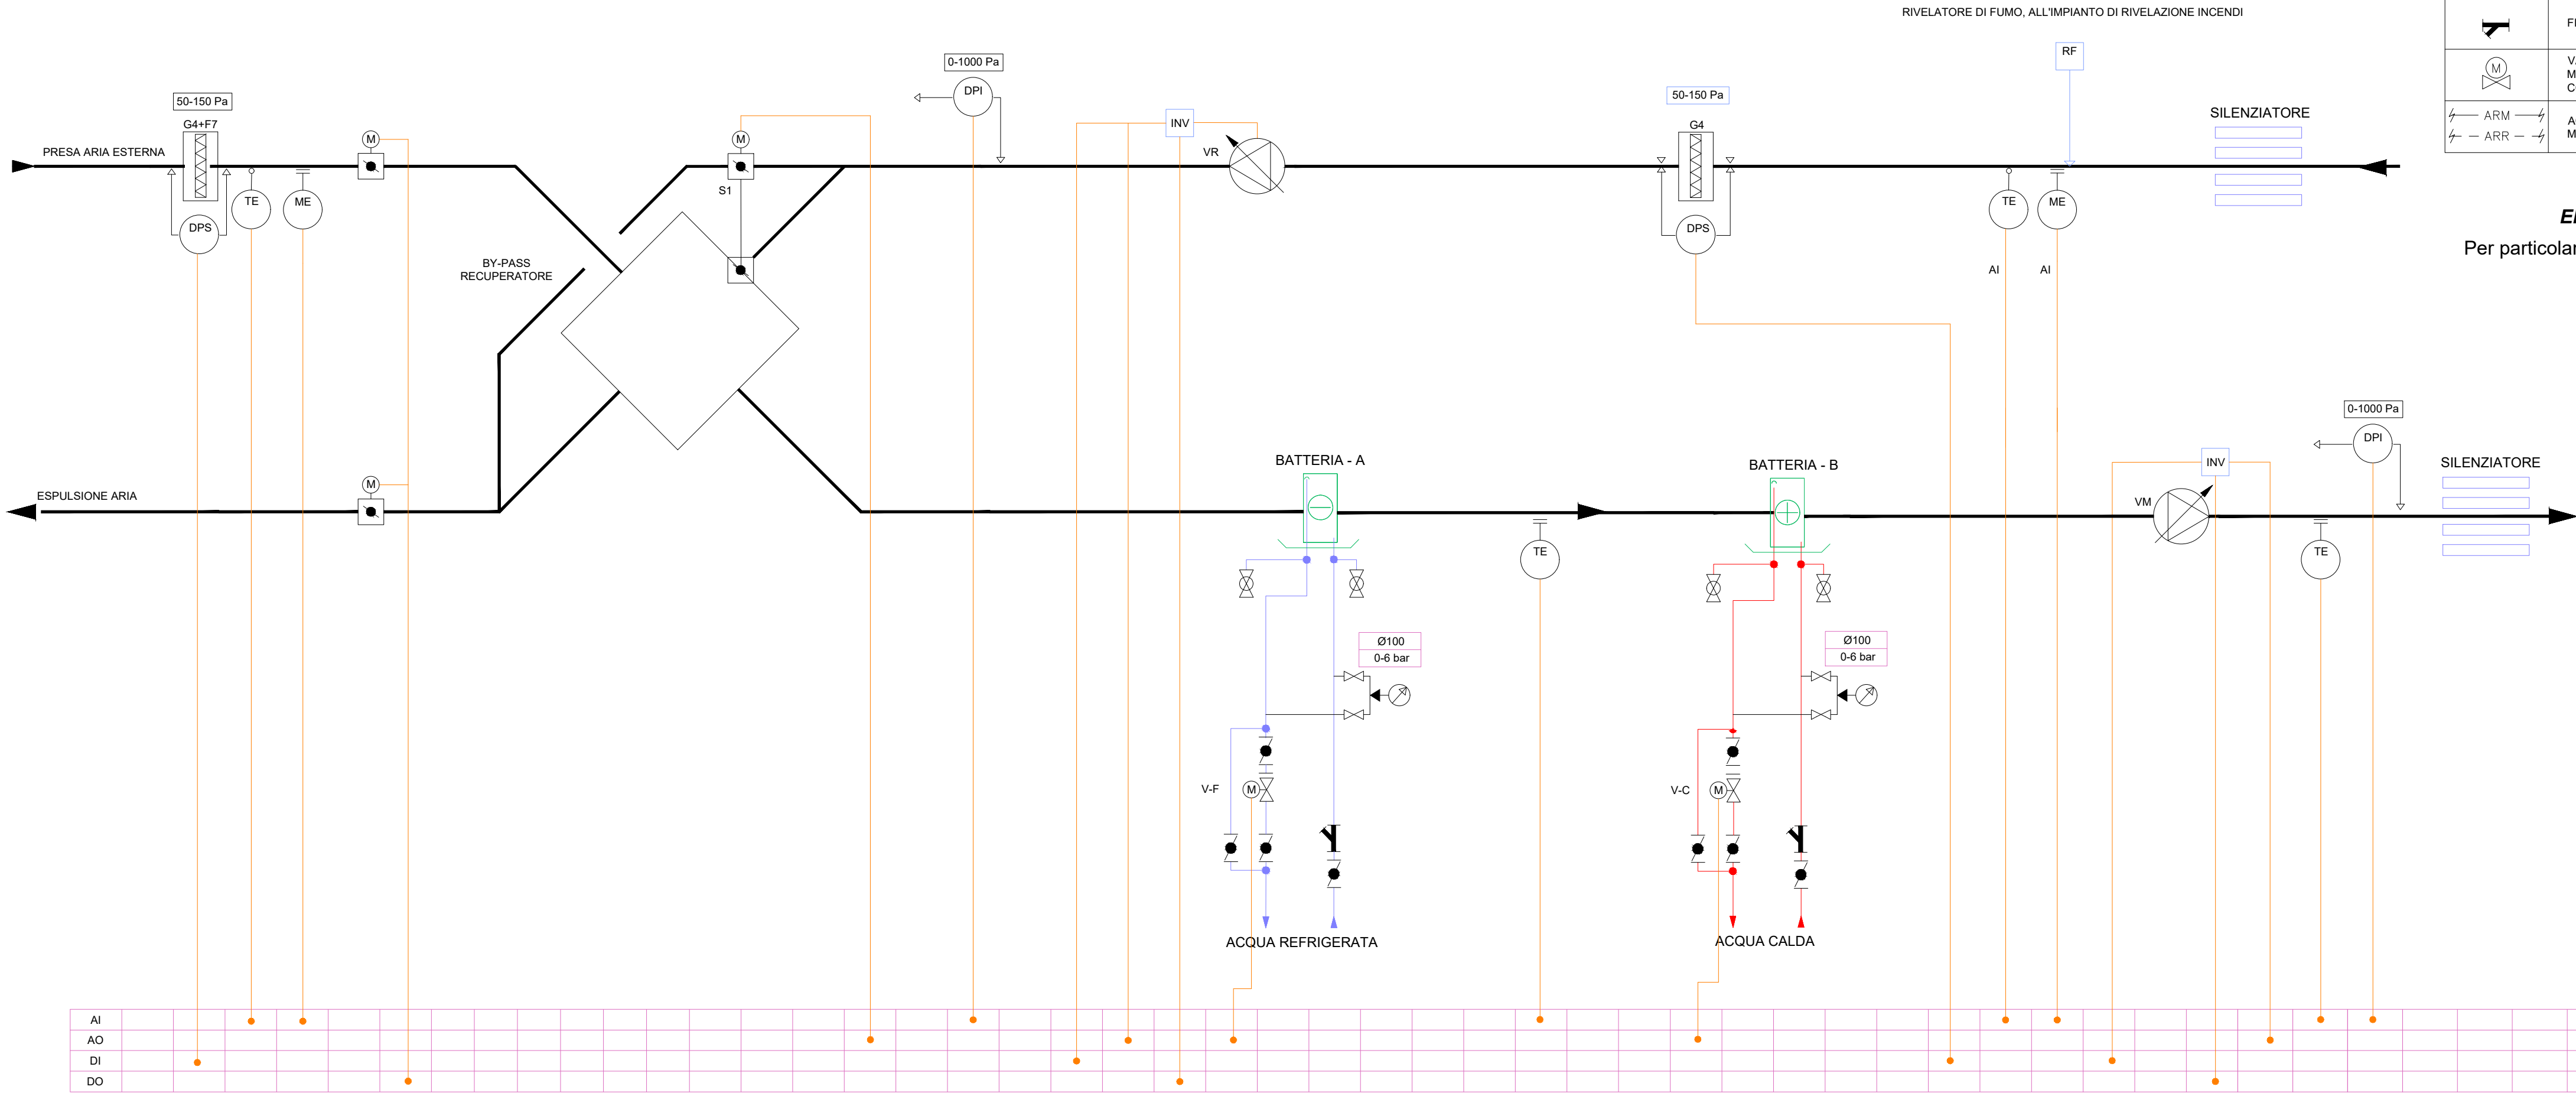 RIVELATORE DI FUMO, ALL'IMPIANTO DI RIVELAZIONE INCENDI
RF
M
ARM
ARR
0-1000 Pa
DPI
50-150 Pa
G4+F7
PRESA ARIA ESTERNA
DPS
TE
ME
M
M
S1
INV
VR
50-150 Pa
G4
DPS
TE
ME
AI
AI
SILENZIATORE
Per particolar
BY-PASS
RECUPERATORE
ESPULSIONE ARIA
M
BATTERIA - A
TE
BATTERIA - B
VM
INV
0-1000 Pa
DPI
TE
SILENZIATORE
Ø100
0-6 bar
Ø100
0-6 bar
V-F
M
V-C
M
ACQUA REFRIGERATA
ACQUA CALDA
AI
AO
DI
DO